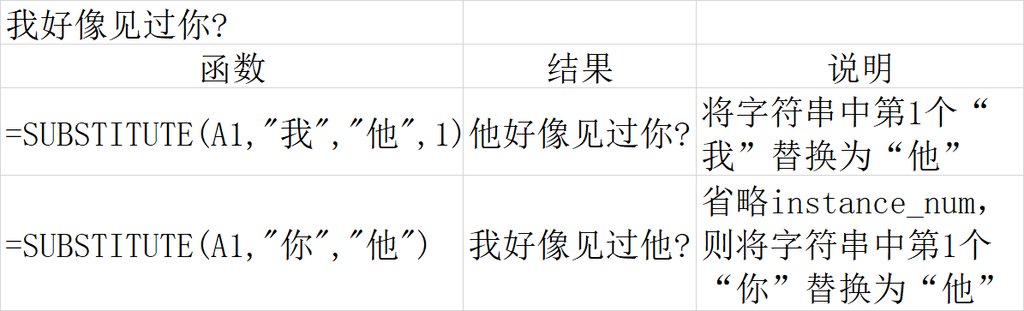 我好像见过你?
函数 结果 说明
=SUBSTITUTE(A1,"我","他",1) 他好像见过你? 将字符串中第1个“
我”替换为“他”
=SUBSTITUTE(A1,"你","他") 我好像见过他? 省略instance_num，
则将字符串中第1个
“你”替换为“他”